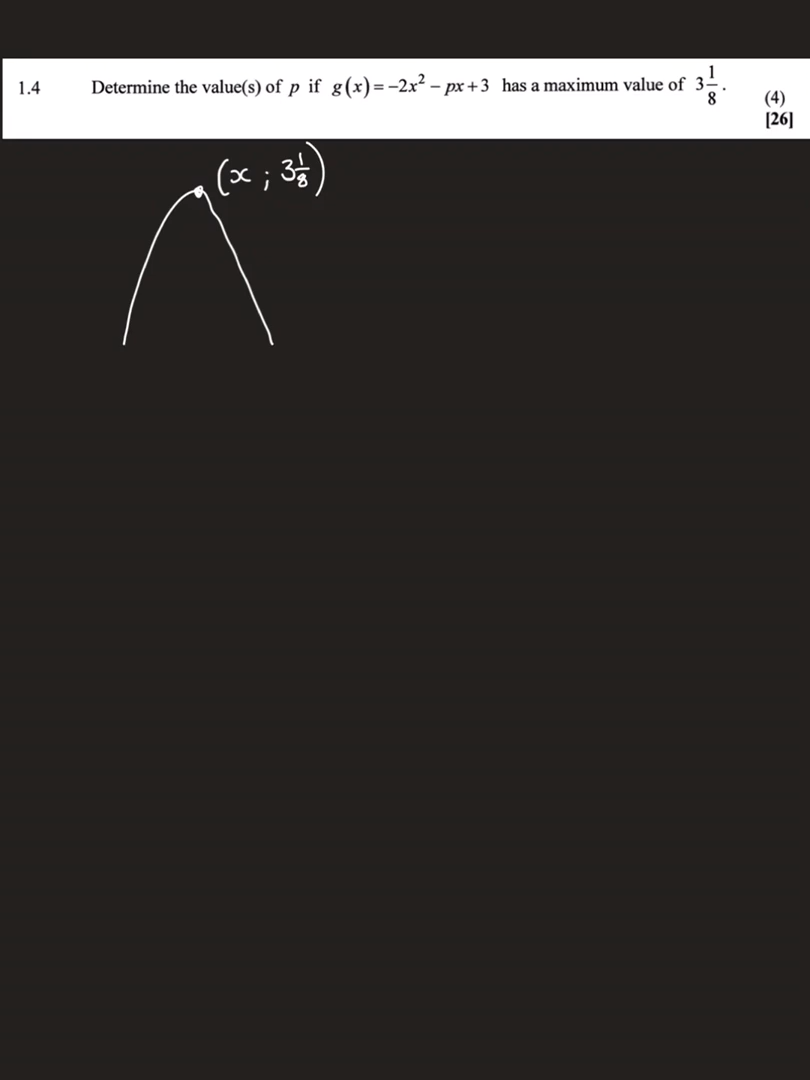 1.4 Determine the value(s) of p if g(x) = −2x² − px + 3 has a maximum value of 3 1/8 .
(4)
[26]
(x ; 3 1/8)